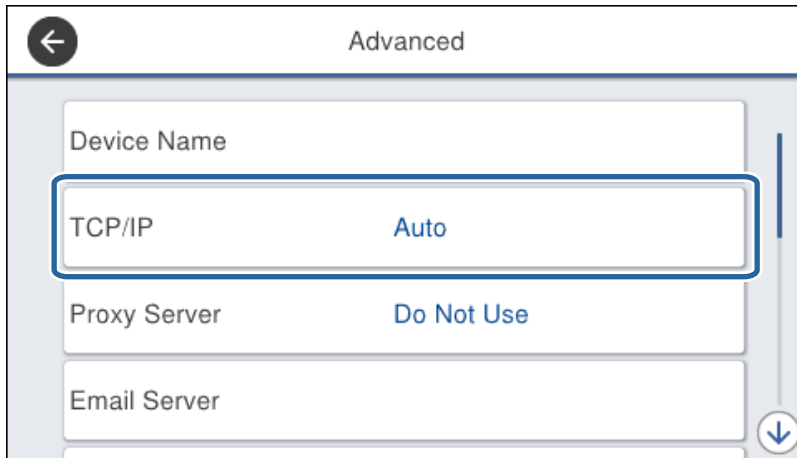 Advanced
Device Name
TCP/IP Auto
Proxy Server Do Not Use
Email Server